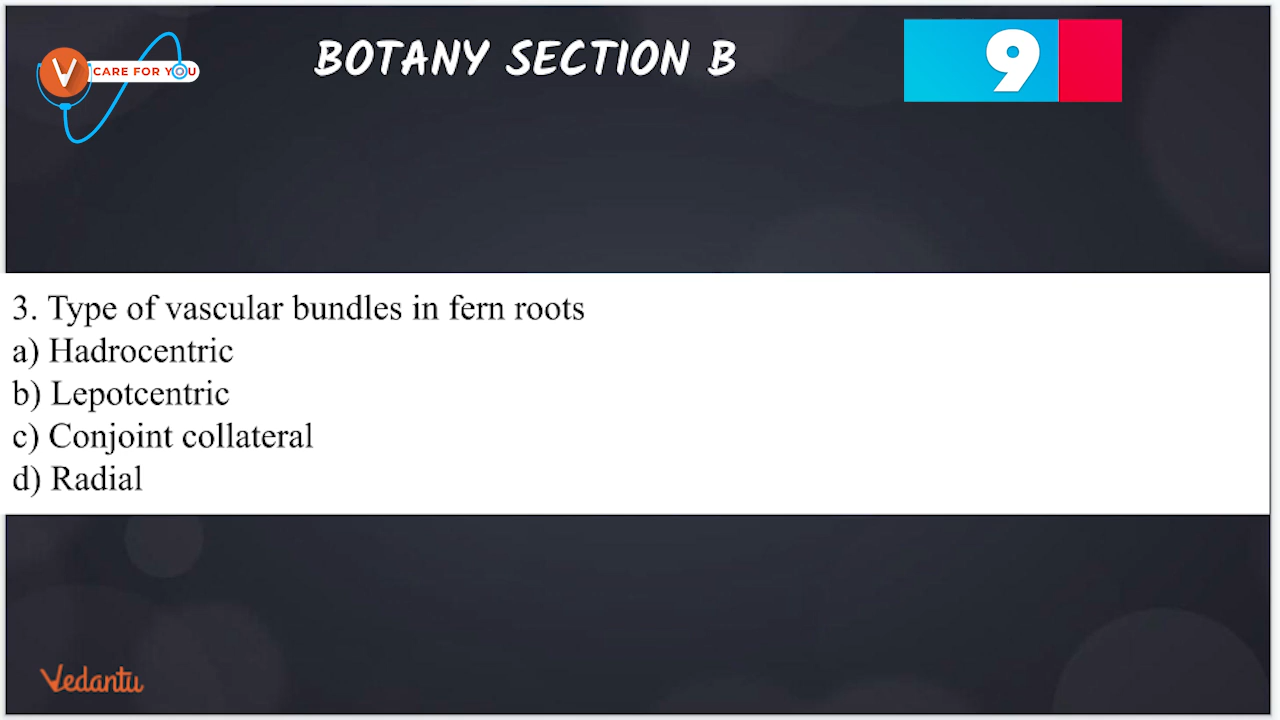 BOTANY SECTION B
9
V CARE FOR YOU
3. Type of vascular bundles in fern roots
a) Hadrocentric
b) Lepotcentric
c) Conjoint collateral
d) Radial
Vedantu